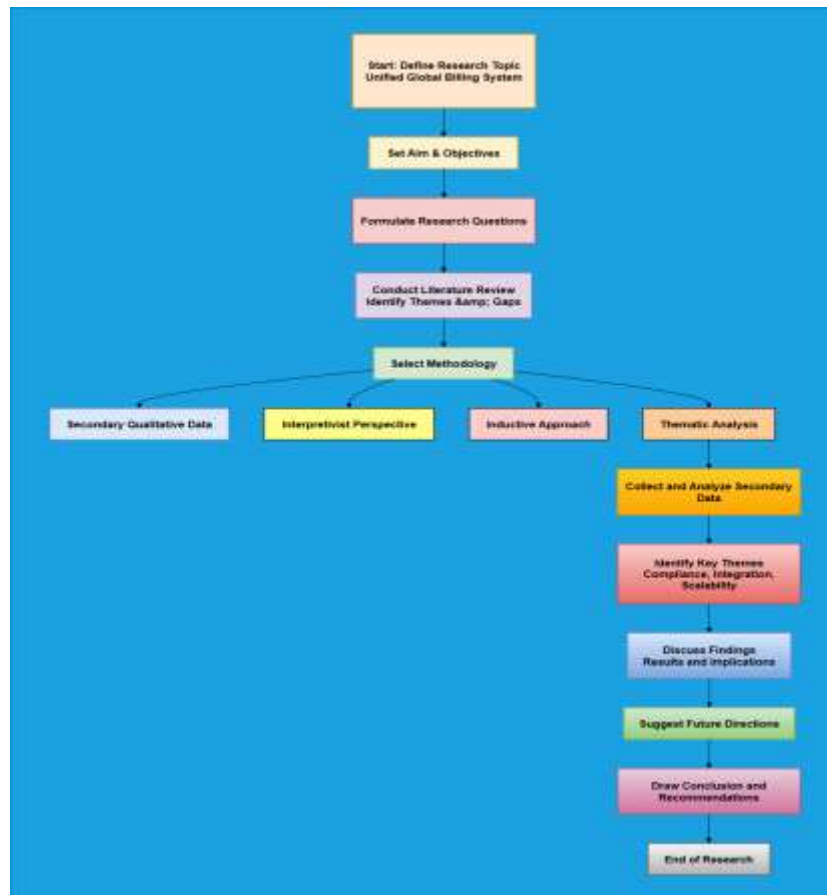 Start: Define Research Topic
Unified Global Billing System
Set Aim & Objectives
Formulate Research Questions
Conduct Literature Review
Identify Themes &amp; Gaps
Select Methodology
Secondary Qualitative Data
Interpretivist Perspective
Inductive Approach
Thematic Analysis
Collect and Analyze Secondary
Data
Identify Key Themes
Compliance, Integration,
Scalability
Discuss Findings
Results and Implications
Suggest Future Directions
Draw Conclusion and
Recommendations
End of Research